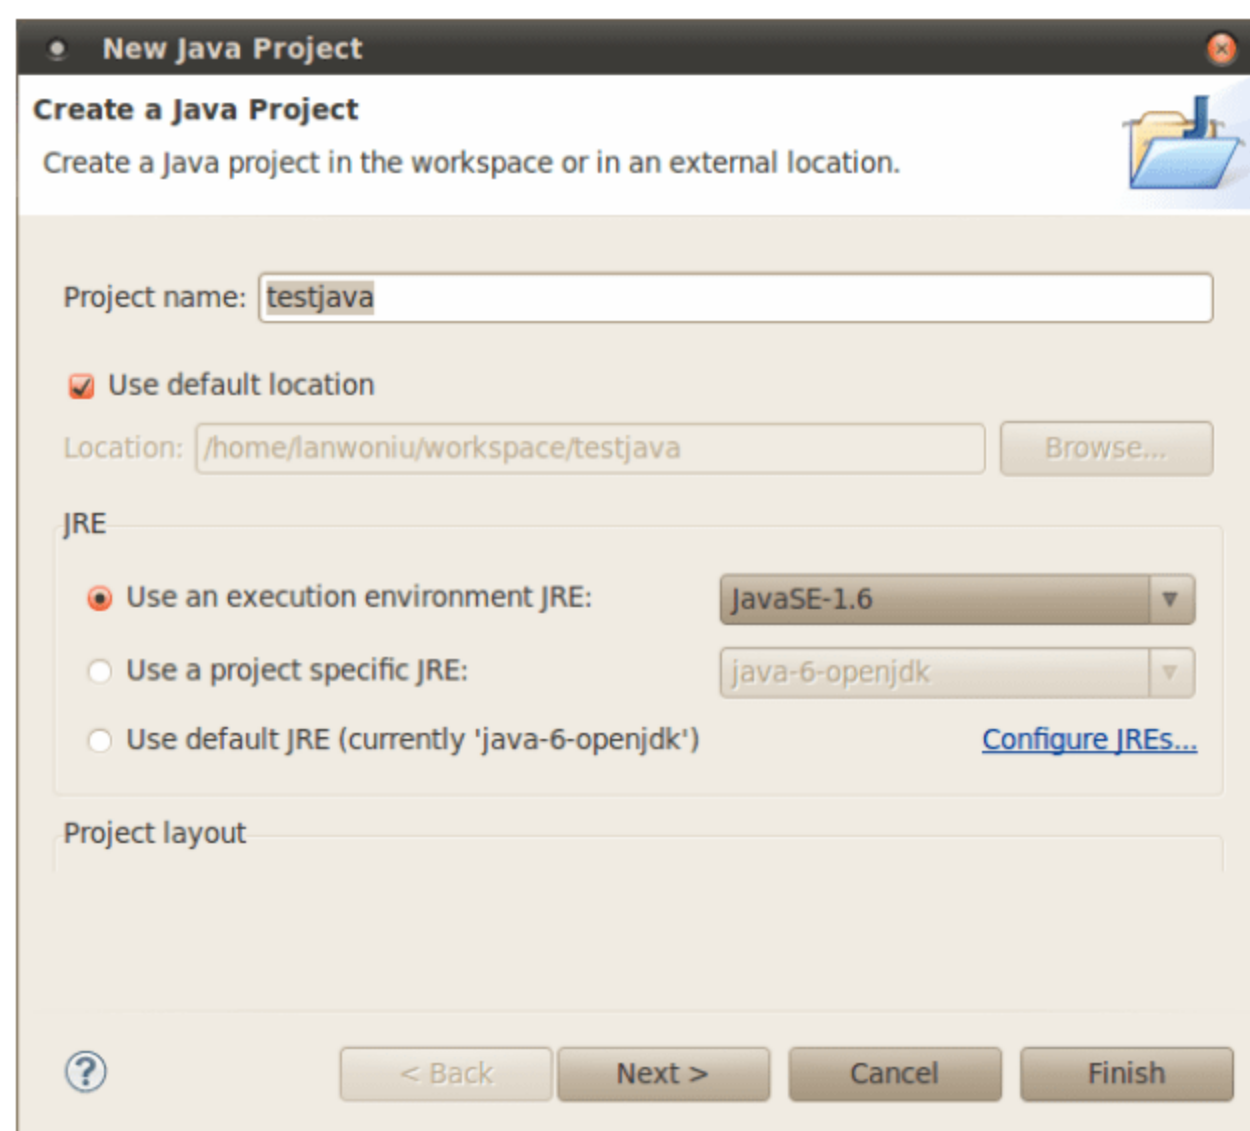 New Java Project
Create a Java Project
Create a Java project in the workspace or in an external location.
Project name: testjava
Use default location
Location: /home/lanwoniu/workspace/testjava Browse...
JRE
Use an execution environment JRE: JavaSE-1.6
Use a project specific JRE: java-6-openjdk
Use default JRE (currently 'java-6-openjdk') Configure JREs...
Project layout
? < Back Next > Cancel Finish